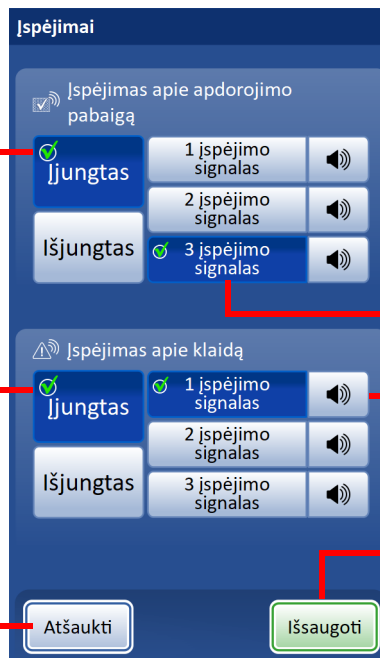 Įspėjimai
Įspėjimas apie apdorojimo
pabaigą
Įjungtas
Išjungtas
1 įspėjimo
signalas
2 įspėjimo
signalas
3 įspėjimo
signalas
Įspėjimas apie klaidą
Įjungtas
Išjungtas
1 įspėjimo
signalas
2 įspėjimo
signalas
3 įspėjimo
signalas
Atšaukti
Išsaugoti